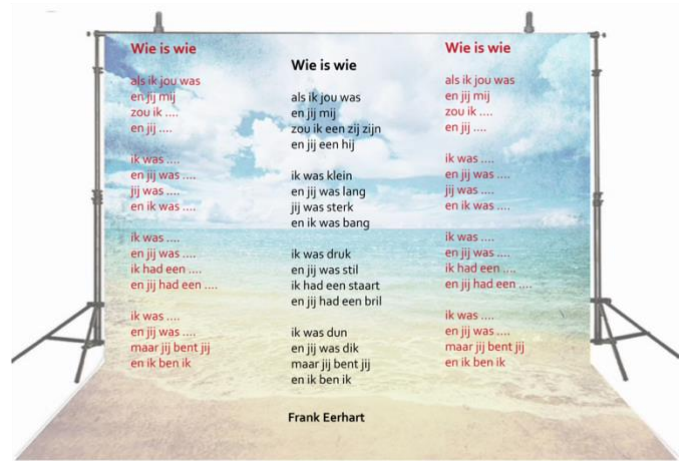 Wie is wie
als ik jou was
en jij mij
zou ik ....
en jij ....
ik was ....
en jij was ....
jij was ....
en ik was ....
ik was ....
en jij was ....
ik had een ....
en jij had een ....
ik was ....
en jij was ....
maar jij bent jij
en ik ben ik
Wie is wie
als ik jou was
en jij mij
zou ik een zij zijn
en jij een hij
ik was klein
en jij was lang
jij was sterk
en ik was bang
ik was druk
en jij was stil
ik had een staart
en jij had een bril
ik was dun
en jij was dik
maar jij bent jij
en ik ben ik
Frank Eerhart
Wie is wie
als ik jou was
en jij mij
zou ik ....
en jij ....
ik was ....
en jij was ....
jij was ....
en ik was ....
ik was ....
en jij was ....
ik had een ....
en jij had een ....
ik was ....
en jij was ....
maar jij bent jij
en ik ben ik